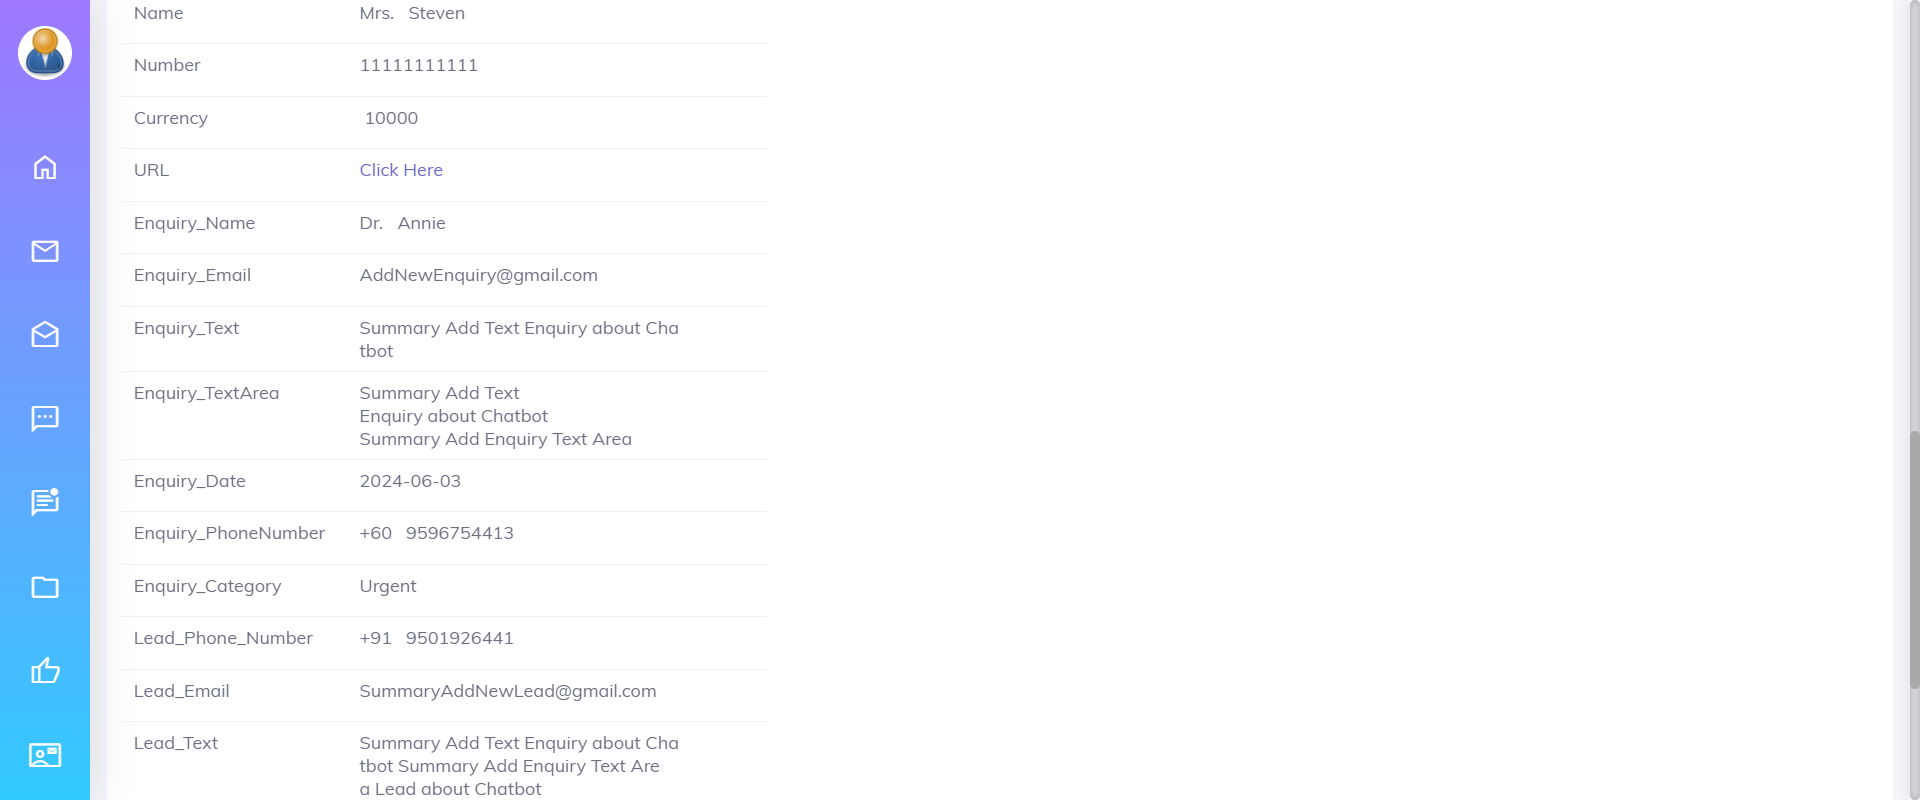 Name Mrs. Steven
Number 11111111111
Currency 10000
URL Click Here
Enquiry_Name Dr. Annie
Enquiry_Email AddNewEnquiry@gmail.com
Enquiry_Text Summary Add Text Enquiry about Cha
tbot
Enquiry_TextArea Summary Add Text
Enquiry about Chatbot
Summary Add Enquiry Text Area
Enquiry_Date 2024-06-03
Enquiry_PhoneNumber +60 9596754413
Enquiry_Category Urgent
Lead_Phone_Number +91 9501926441
Lead_Email SummaryAddNewLead@gmail.com
Lead_Text Summary Add Text Enquiry about Cha
tbot Summary Add Enquiry Text Are
a Lead about Chatbot